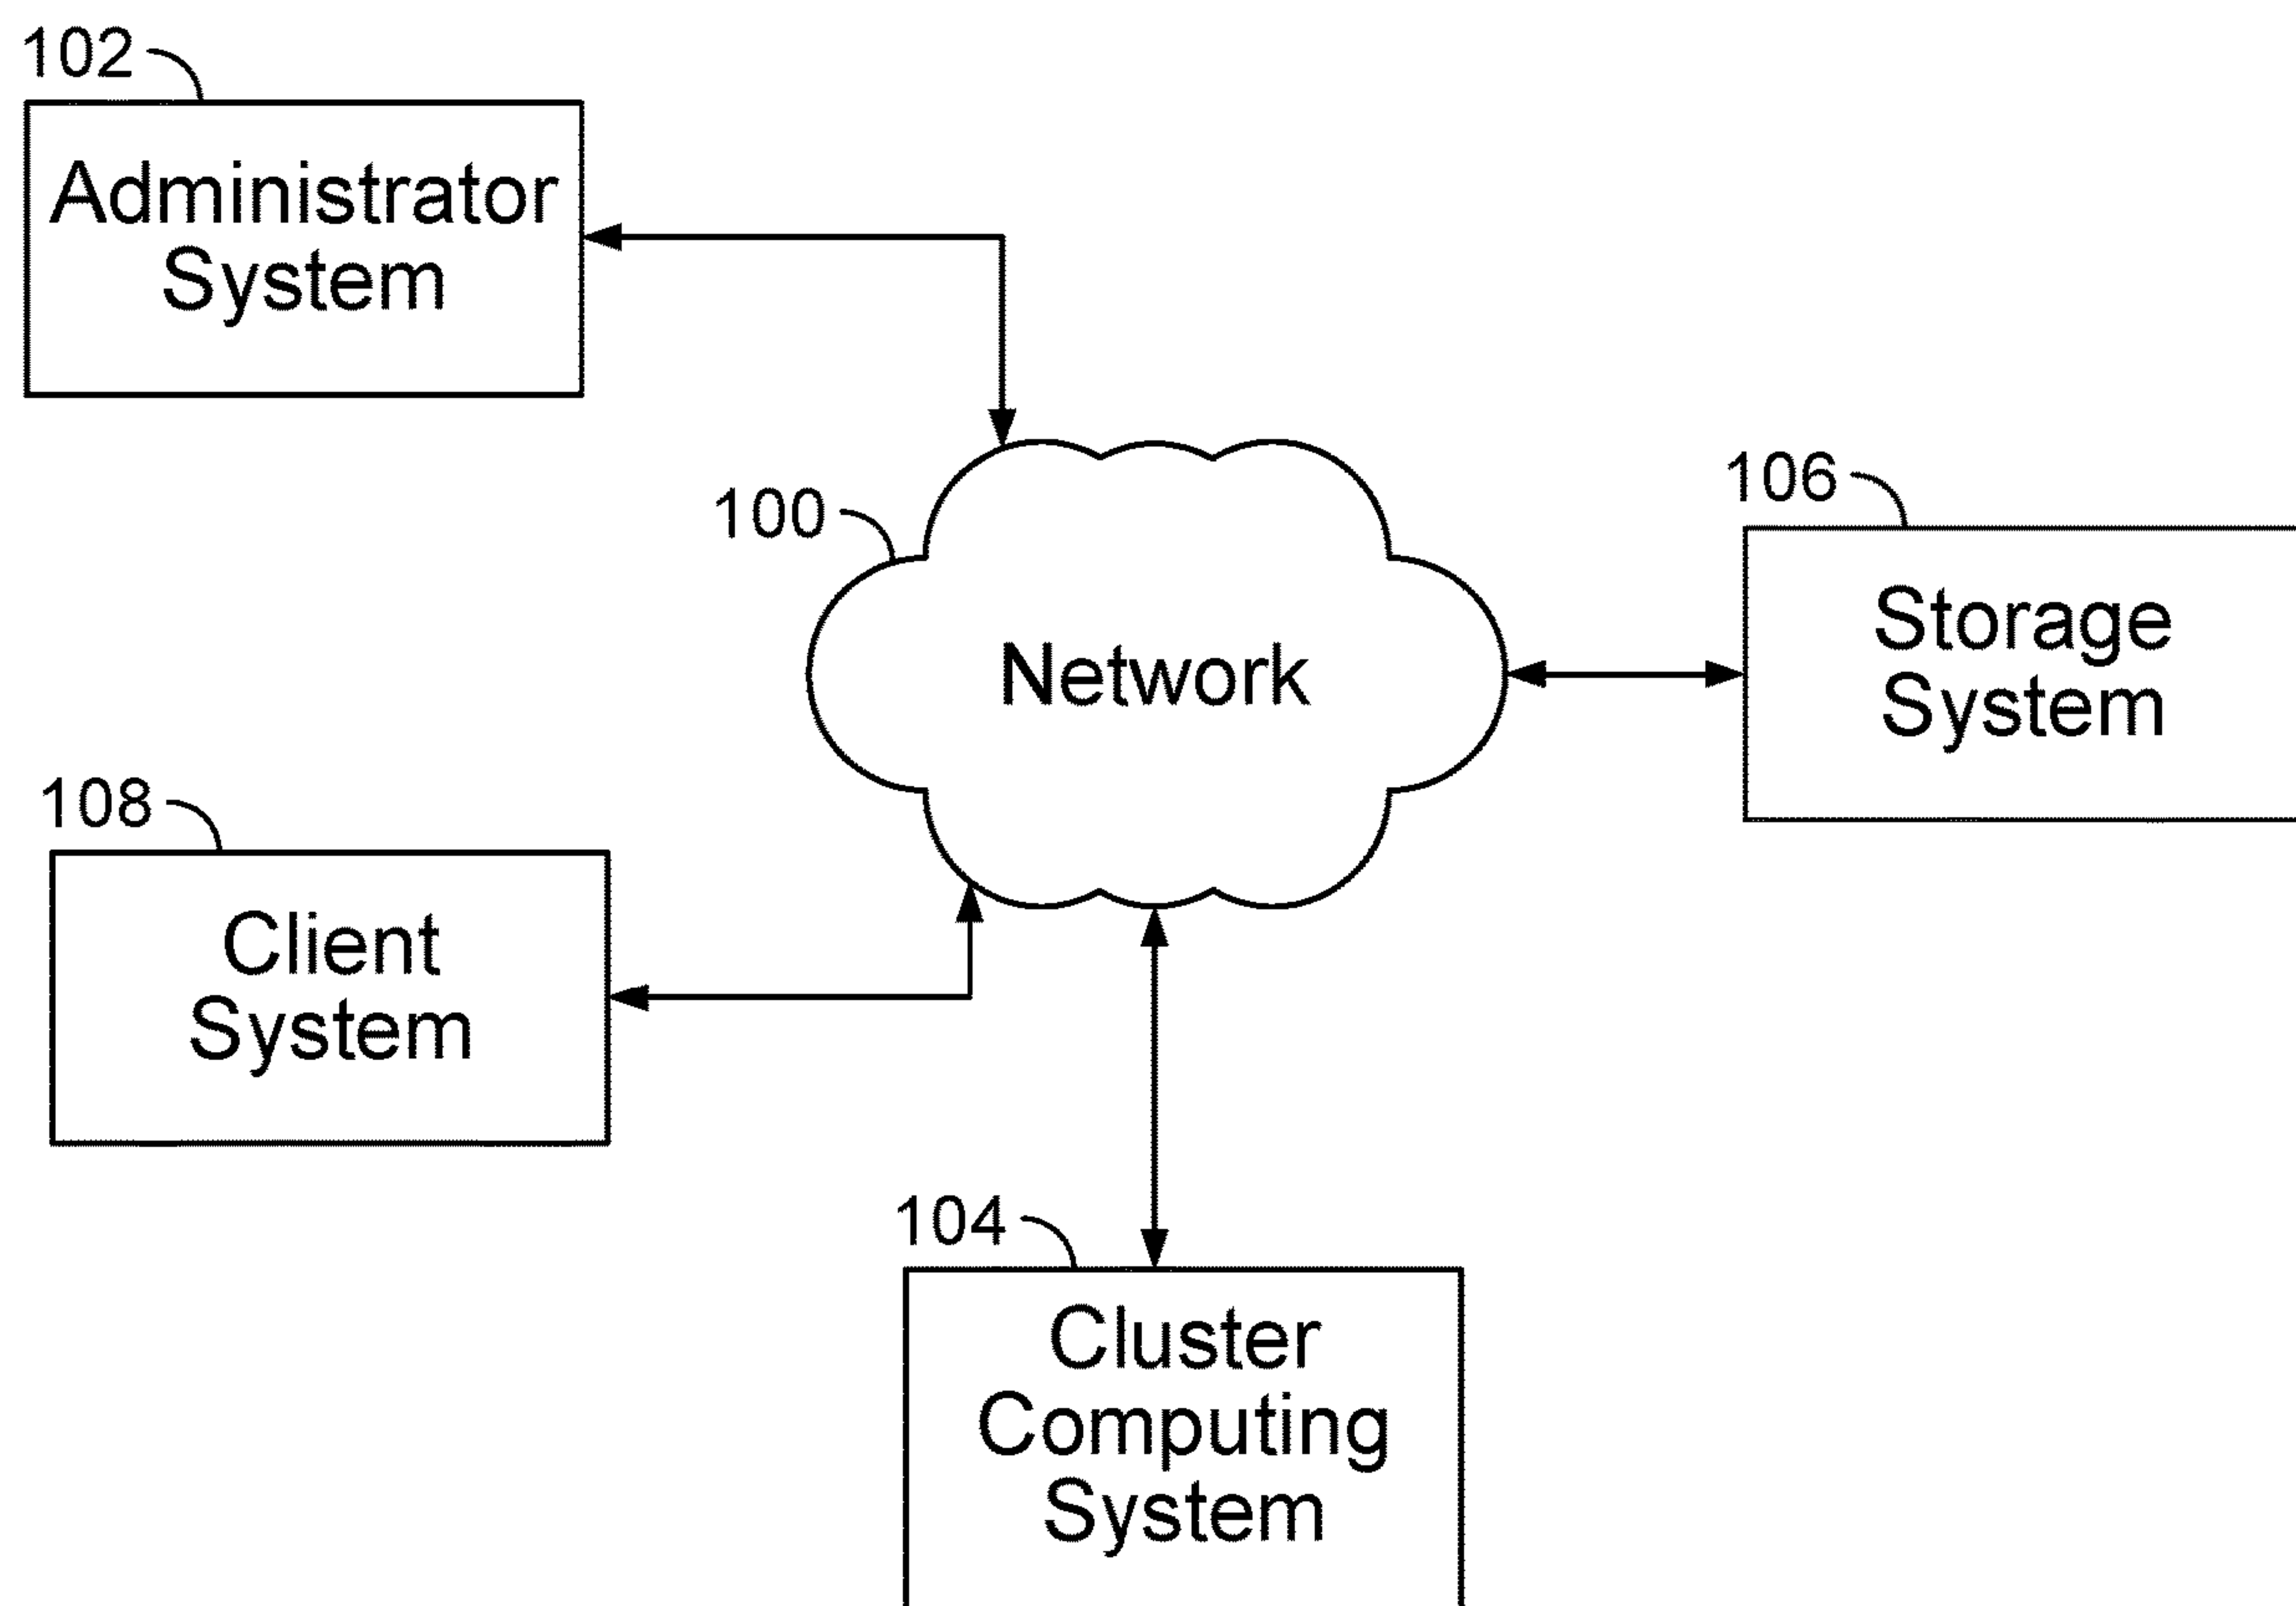 102
Administrator
System
100
Network
106
Storage
System
108
Client
System
104
Cluster
Computing
System